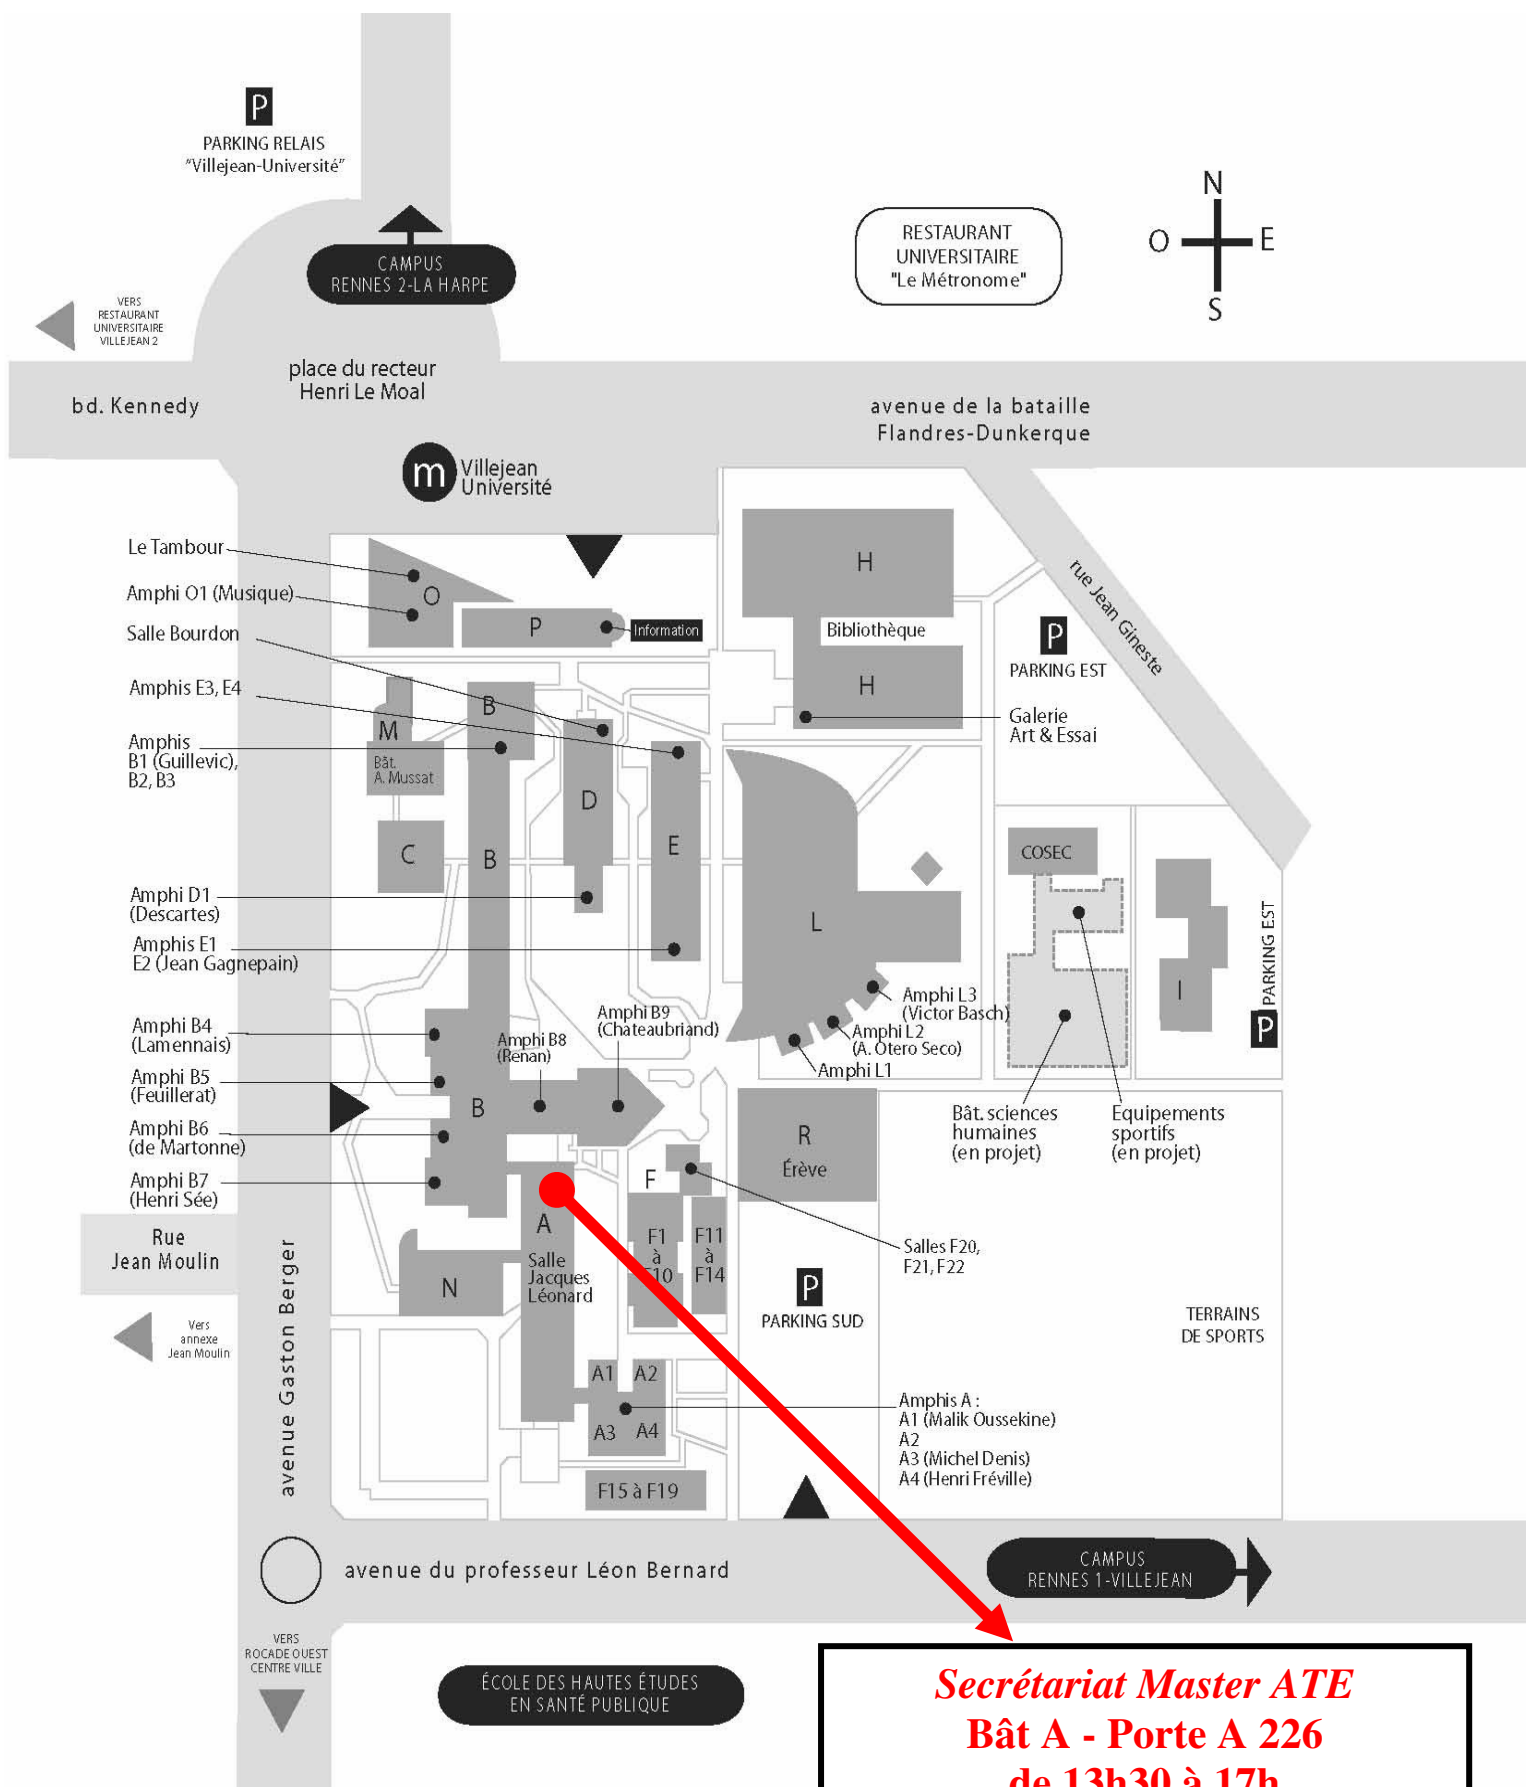 P
PARKING RELAIS
"Villejean-Université"
CAMPUS
RENNES 2-LA HARPE
RESTAURANT
UNIVERSITAIRE
"Le Métronome"
N
O
E
S
VERS
RESTAURANT
UNIVERSITAIRE
VILLEJEAN 2
place du recteur
Henri Le Moal
bd. Kennedy
avenue de la bataille
Flandres-Dunkerque
m
Villejean
Université
Le Tambour
Amphi O1 (Musique)
Salle Bourdon
Amphis E3, E4
Amphis
B1 (Guillevic),
B2, B3
Amphi D1
(Descartes)
Amphis E1
E2 (Jean Gagnepain)
Amphi B4
(Lamennais)
Amphi B5
(Feuillerat)
Amphi B6
(de Martonne)
Amphi B7
(Henri Sée)
O
P
Information
H
Bibliothèque
H
Galerie
Art & Essai
rue Jean Gineste
P
PARKING EST
B
M
Bât.
A. Mussat
C
B
D
E
L
COSEC
I
PARKING EST
P
Amphi B8
(Renan)
Amphi B9
(Chateaubriand)
Amphi L3
(Victor Basch)
Amphi L2
(A. Otero Seco)
Amphi L1
B
R
Érève
Bât. sciences
humaines
(en projet)
Equipements
sportifs
(en projet)
F
A
Salle
Jacques
Léonard
F1
à
F10
F11
à
F14
Salles F20,
F21, F22
N
P
PARKING SUD
TERRAINS
DE SPORTS
Rue
Jean Moulin
Vers
annexe
Jean Moulin
avenue Gaston Berger
A1
A2
A3
A4
Amphis A :
A1 (Malik Oussekine)
A2
A3 (Michel Denis)
A4 (Henri Fréville)
F15 à F19
avenue du professeur Léon Bernard
CAMPUS
RENNES 1-VILLEJEAN
VERS
ROCADE OUEST
CENTRE VILLE
ÉCOLE DES HAUTES ÉTUDES
EN SANTÉ PUBLIQUE
Secrétariat Master ATE
Bât A - Porte A 226
de 13h30 à 17h